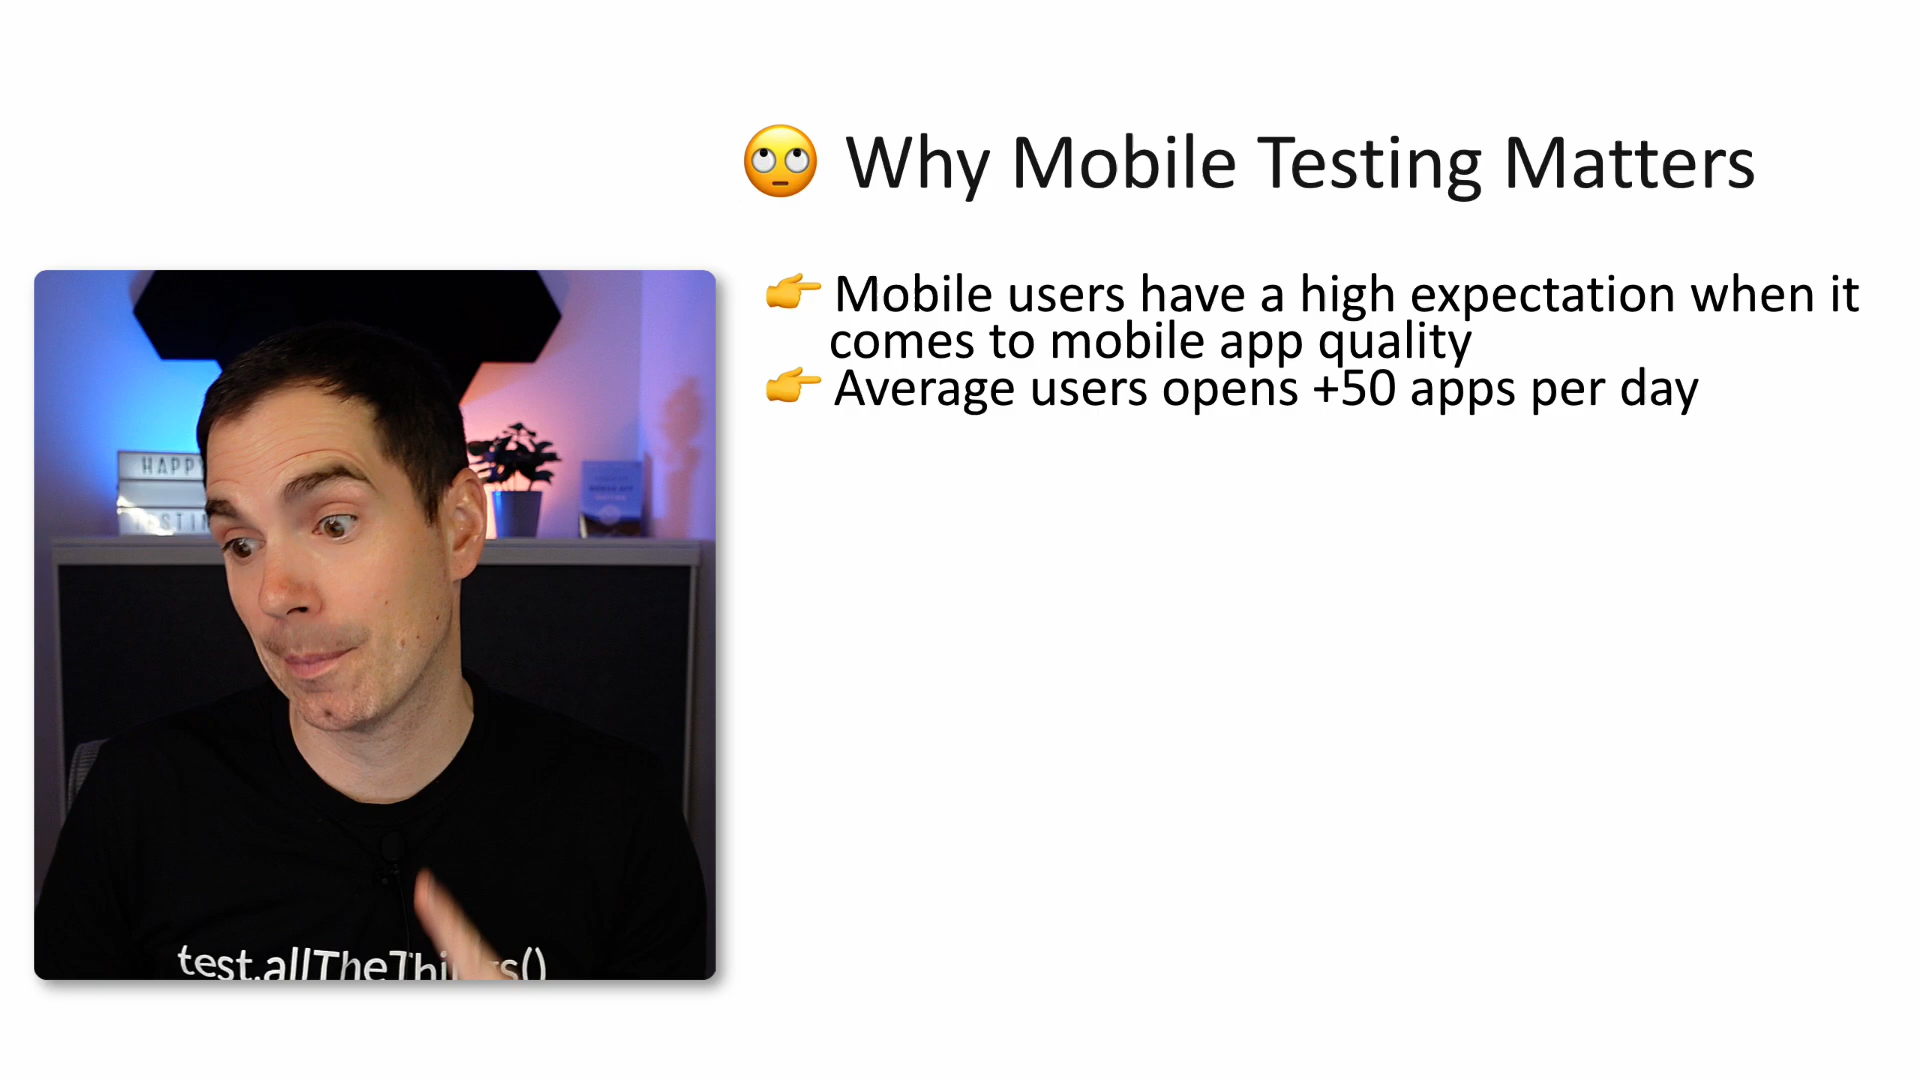 🙄 Why Mobile Testing Matters
👉 Mobile users have a high expectation when it
comes to mobile app quality
👉 Average users opens +50 apps per day
HAPP
STIN
test.allTheThi s()